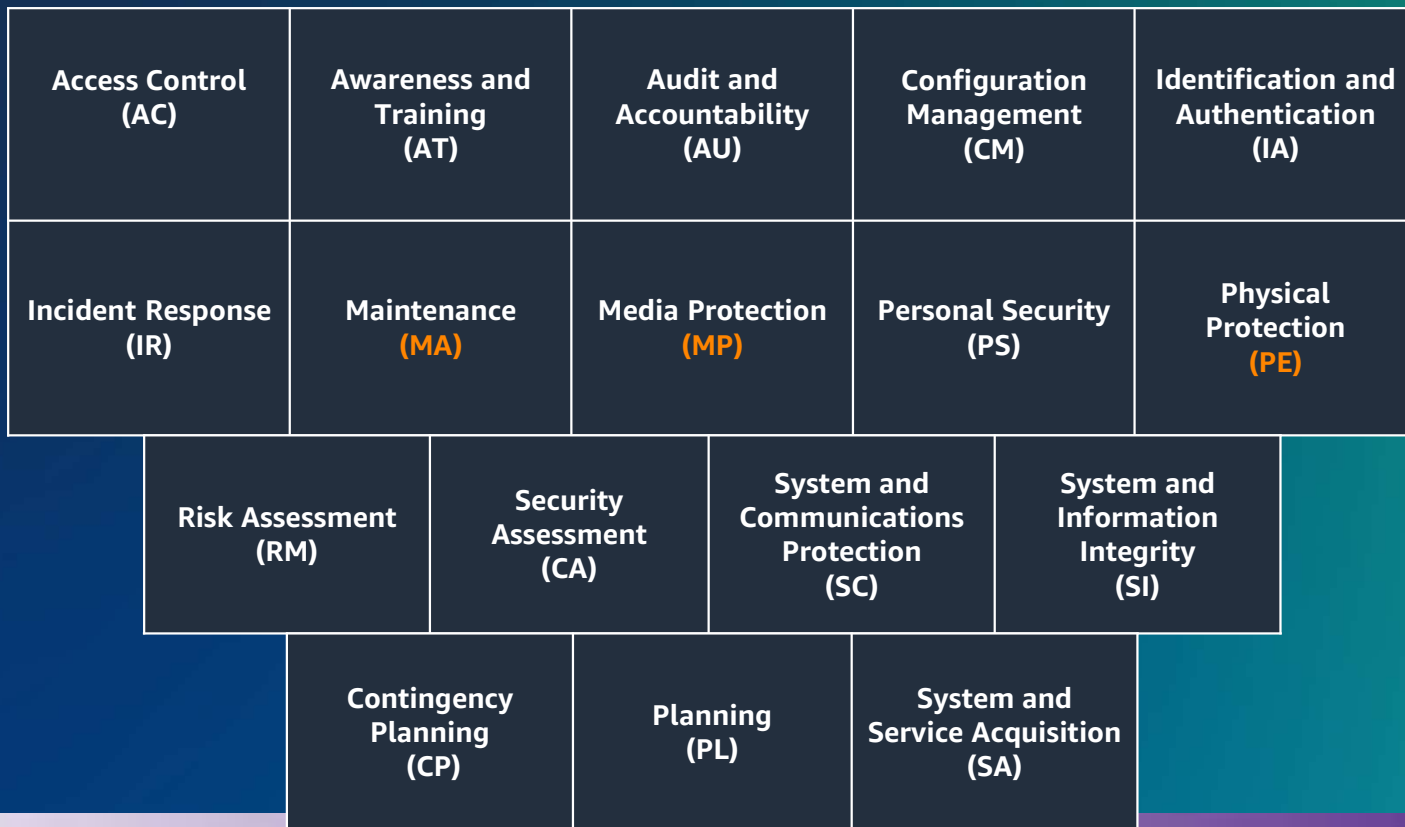 Access Control
(AC)
Awareness and
Training
(AT)
Audit and
Accountability
(AU)
Configuration
Management
(CM)
Identification and
Authentication
(IA)
Incident Response
(IR)
Maintenance
(MA)
Media Protection
(MP)
Personal Security
(PS)
Physical
Protection
(PE)
Risk Assessment
(RM)
Security
Assessment
(CA)
System and
Communications
Protection
(SC)
System and
Information
Integrity
(SI)
Contingency
Planning
(CP)
Planning
(PL)
System and
Service Acquisition
(SA)